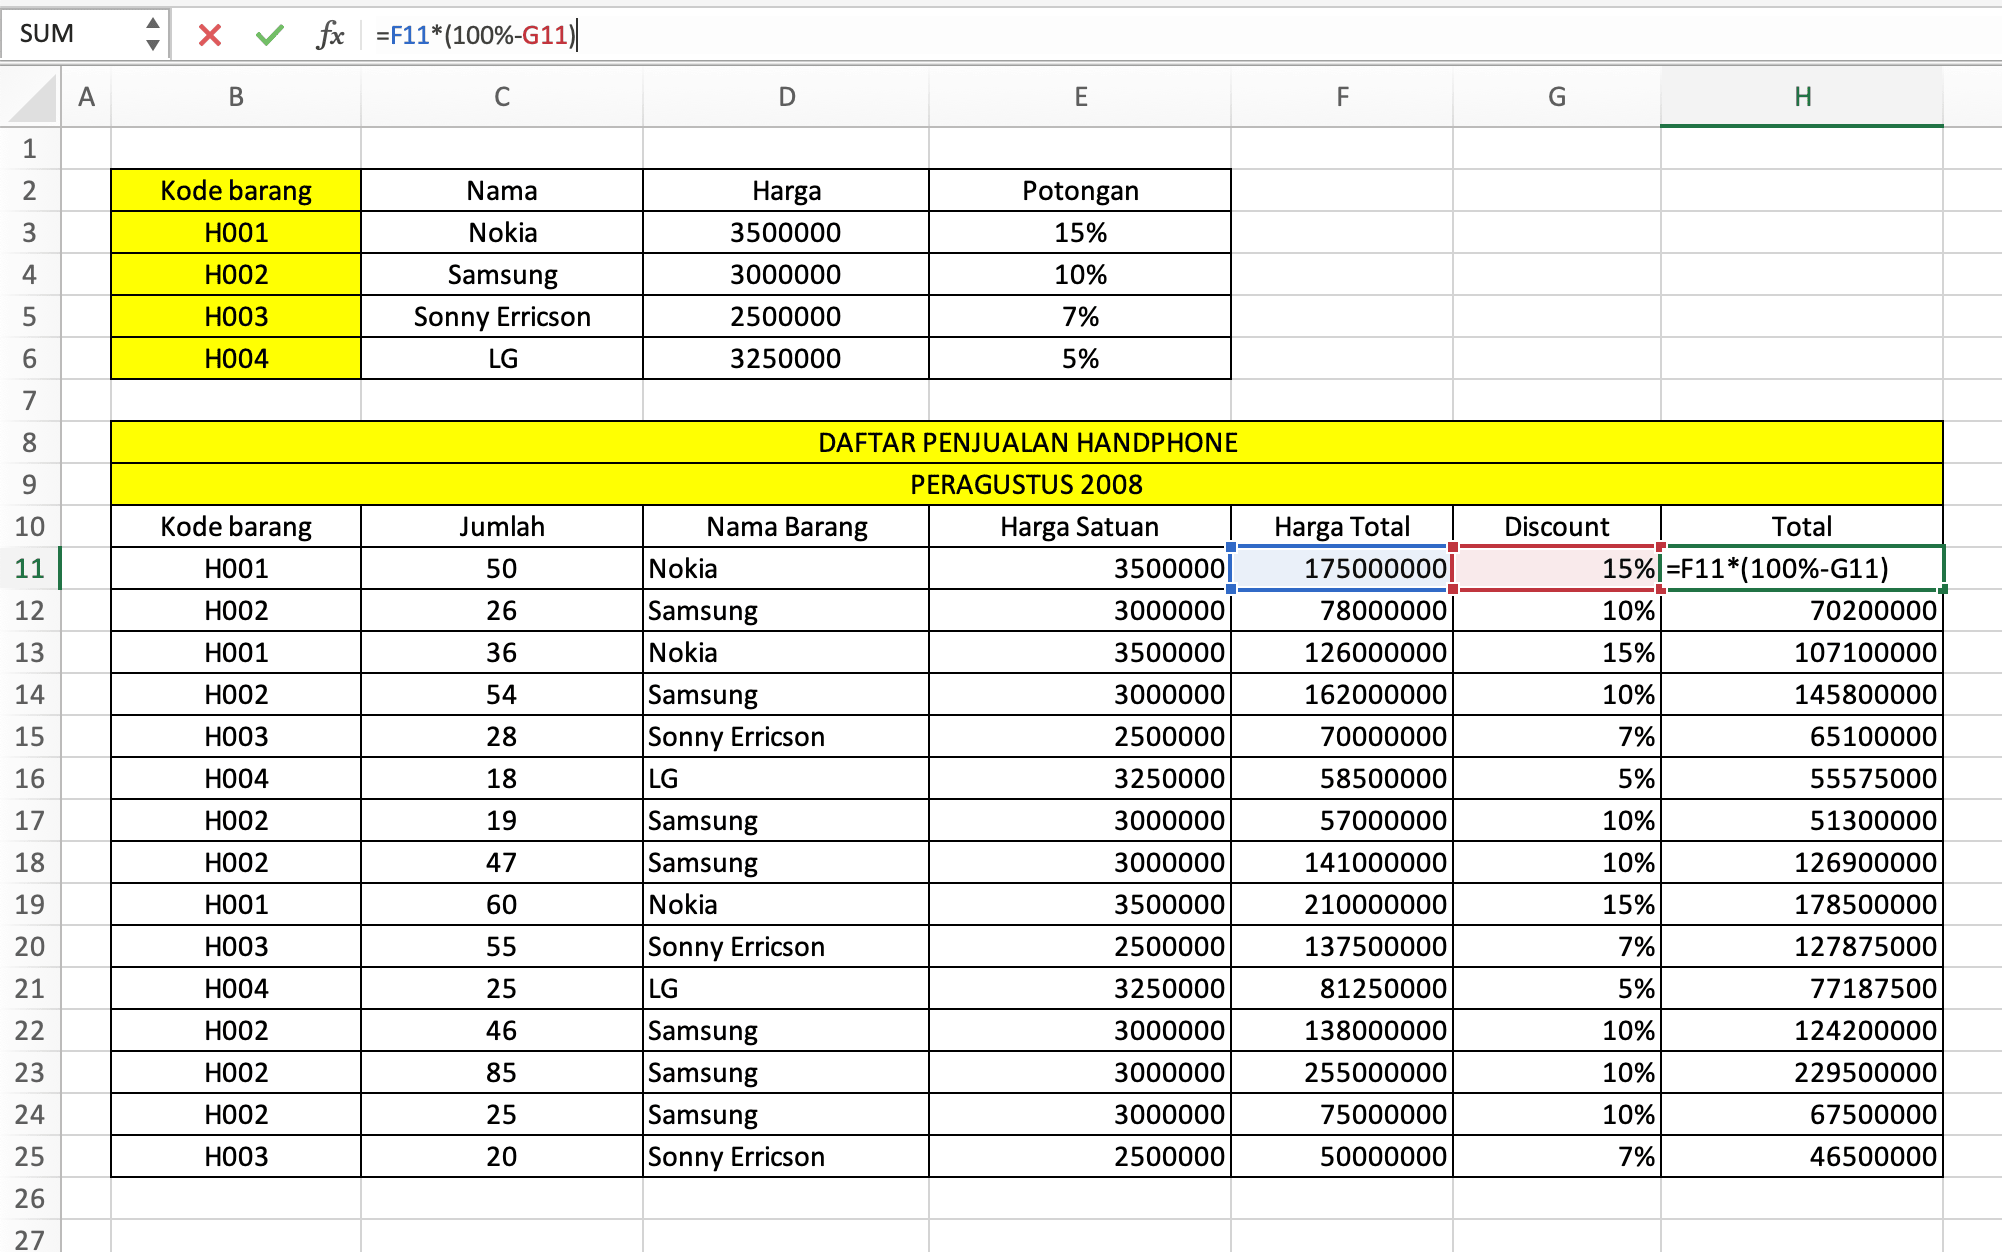 SUM fx =F11*(100%-G11)
A B C D E F G H
1
2 Kode barang Nama Harga Potongan
3 H001 Nokia 3500000 15%
4 H002 Samsung 3000000 10%
5 H003 Sonny Erricson 2500000 7%
6 H004 LG 3250000 5%
7
8 DAFTAR PENJUALAN HANDPHONE
9 PERAGUSTUS 2008
10 Kode barang Jumlah Nama Barang Harga Satuan Harga Total Discount Total
11 H001 50 Nokia 3500000 175000000 15% =F11*(100%-G11)
12 H002 26 Samsung 3000000 78000000 10% 70200000
13 H001 36 Nokia 3500000 126000000 15% 107100000
14 H002 54 Samsung 3000000 162000000 10% 145800000
15 H003 28 Sonny Erricson 2500000 70000000 7% 65100000
16 H004 18 LG 3250000 58500000 5% 55575000
17 H002 19 Samsung 3000000 57000000 10% 51300000
18 H002 47 Samsung 3000000 141000000 10% 126900000
19 H001 60 Nokia 3500000 210000000 15% 178500000
20 H003 55 Sonny Erricson 2500000 137500000 7% 127875000
21 H004 25 LG 3250000 81250000 5% 77187500
22 H002 46 Samsung 3000000 138000000 10% 124200000
23 H002 85 Samsung 3000000 255000000 10% 229500000
24 H002 25 Samsung 3000000 75000000 10% 67500000
25 H003 20 Sonny Erricson 2500000 50000000 7% 46500000
26
27